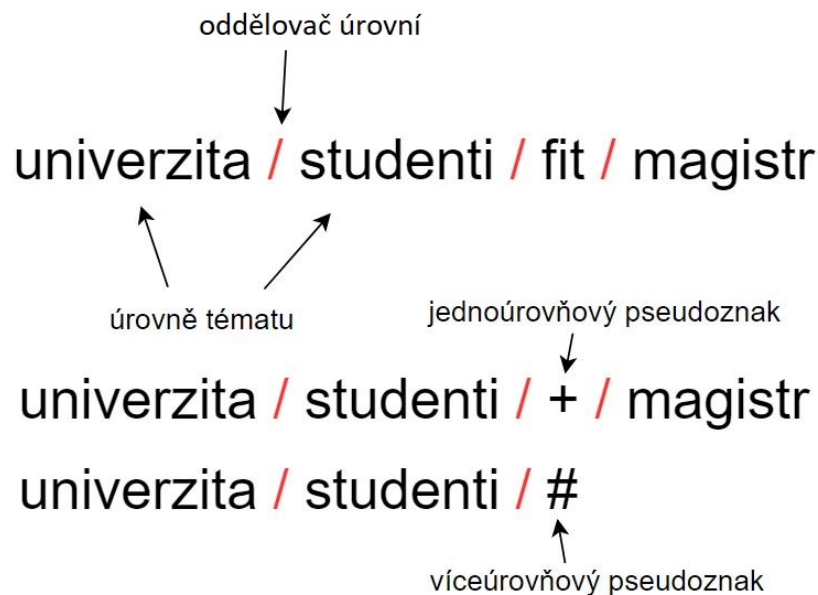 oddělovač úrovní
univerzita / studenti / fit / magistr
úrovně tématu
jednoúrovňový pseudoznak
univerzita / studenti / + / magistr
univerzita / studenti / #
víceúrovňový pseudoznak